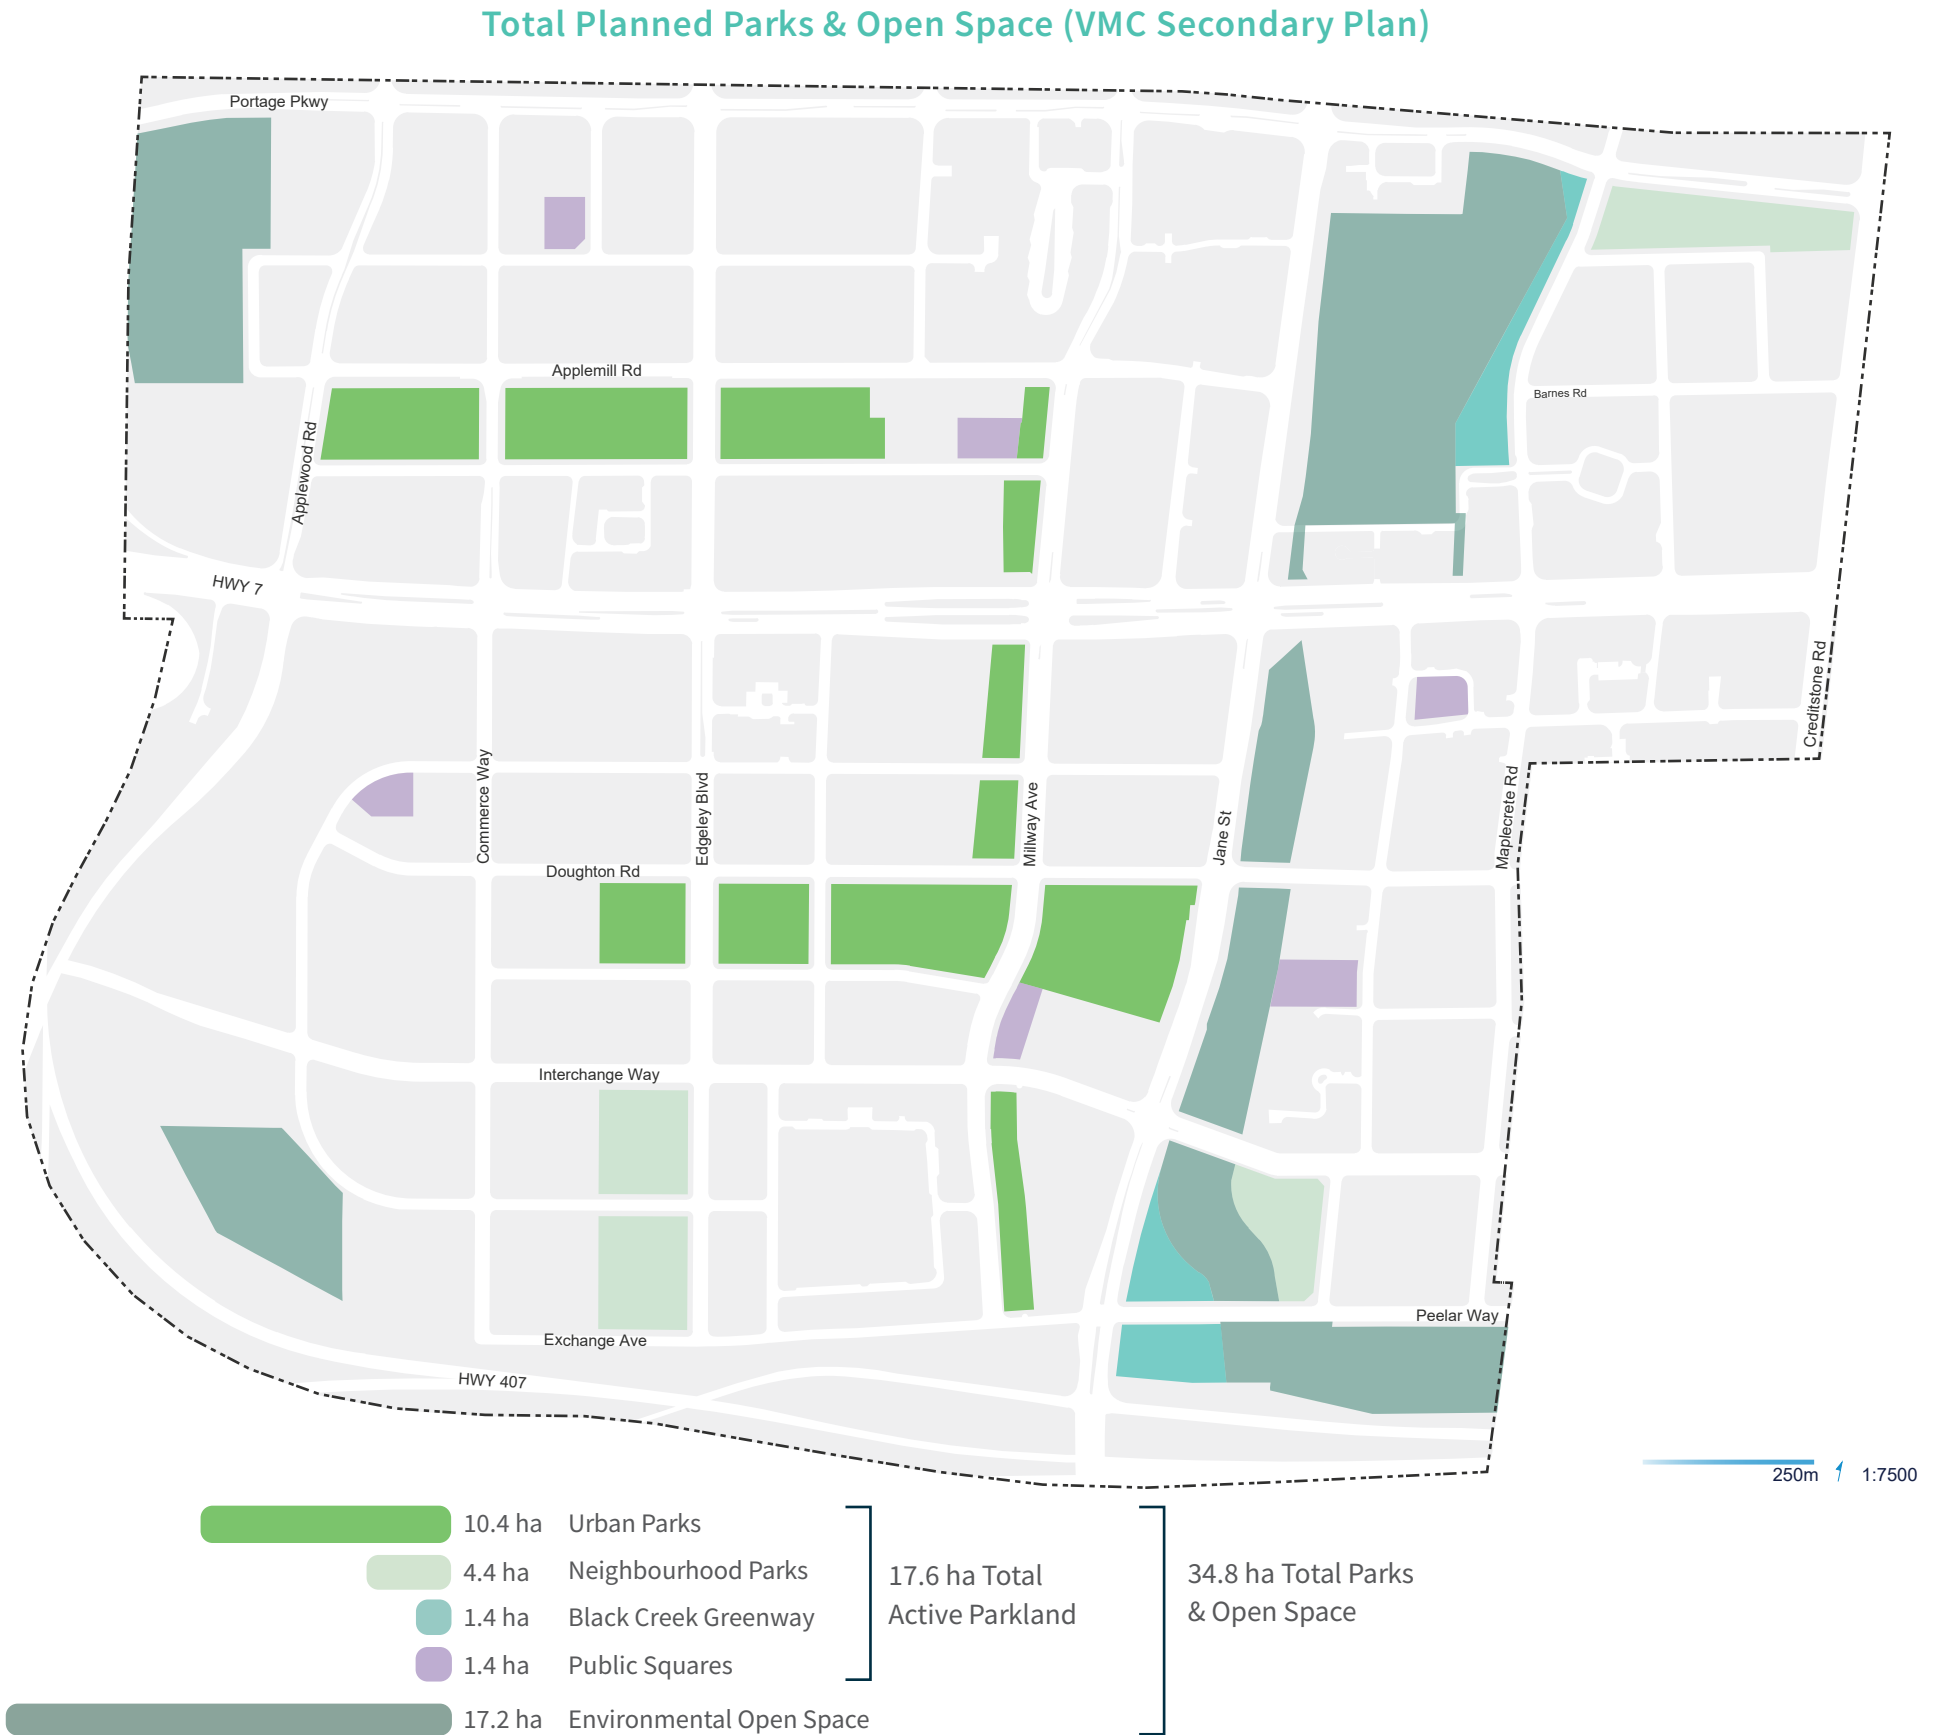 Total Planned Parks & Open Space (VMC Secondary Plan)
Portage Pkwy
Applemill Rd
Barnes Rd
Applewood Rd
HWY 7
Creditstone Rd
Commerce Way
Edgeley Blvd
Millway Ave
Jane St
Maplecrete Rd
Doughton Rd
Interchange Way
Peelar Way
Exchange Ave
HWY 407
250m
1:7500
10.4 ha Urban Parks
4.4 ha Neighbourhood Parks
1.4 ha Black Creek Greenway
1.4 ha Public Squares
17.2 ha Environmental Open Space
17.6 ha Total
Active Parkland
34.8 ha Total Parks
& Open Space